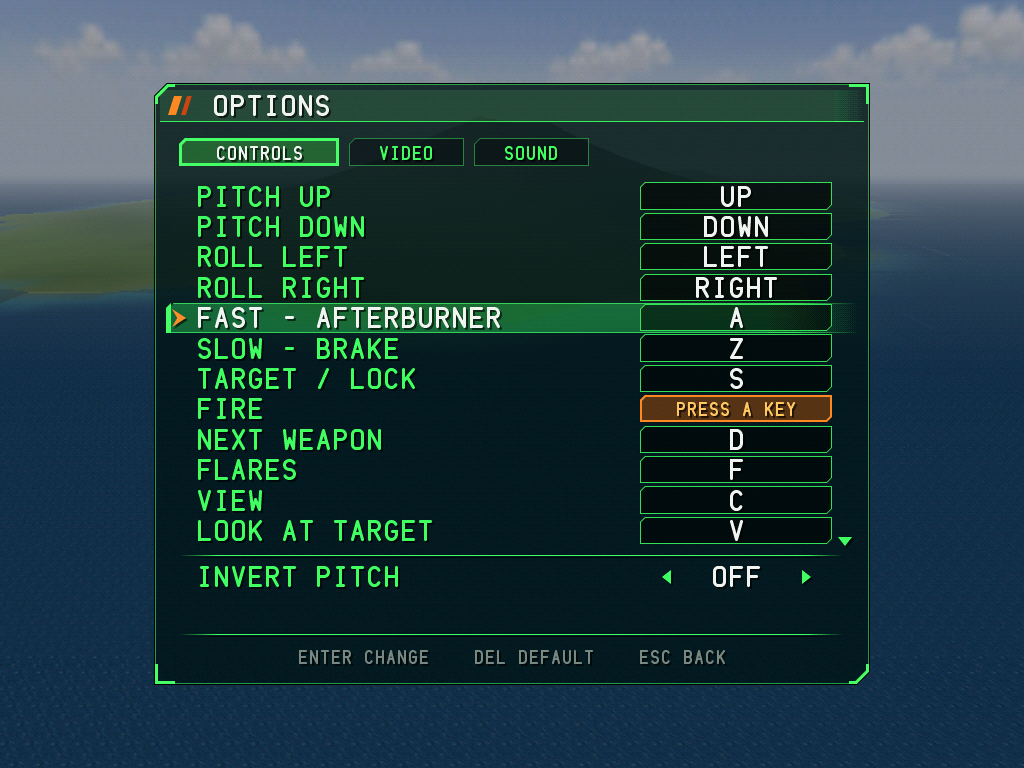 OPTIONS
CONTROLS VIDEO SOUND
PITCH UP UP
PITCH DOWN DOWN
ROLL LEFT LEFT
ROLL RIGHT RIGHT
FAST - AFTERBURNER A
SLOW - BRAKE Z
TARGET / LOCK S
FIRE PRESS A KEY
NEXT WEAPON D
FLARES F
VIEW C
LOOK AT TARGET V
INVERT PITCH OFF
ENTER CHANGE DEL DEFAULT ESC BACK